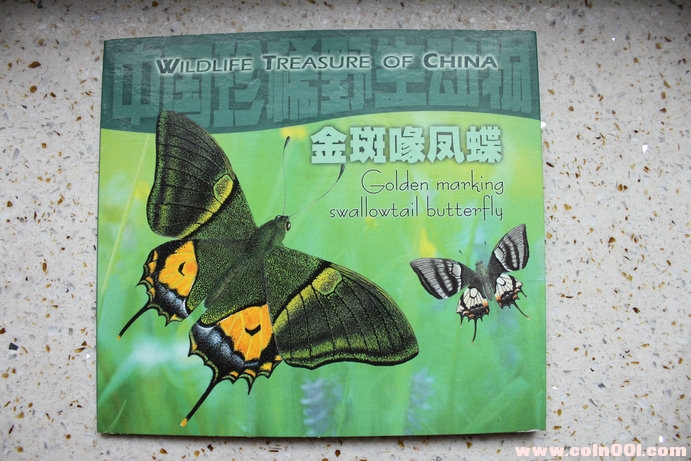 中国珍稀野生动物
WILDLIFE TREASURE OF CHINA
金斑喙凤蝶
Golden marking
swallowtail butterfly
www.coin001.com